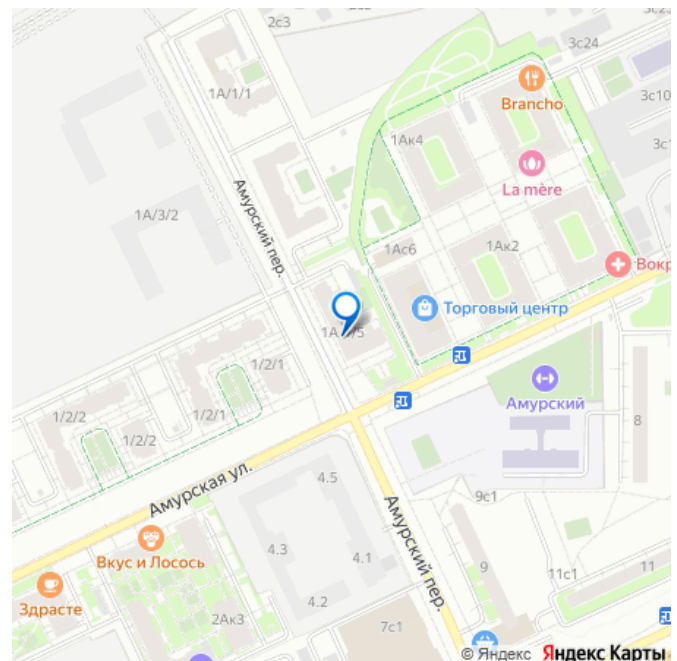 2с3
3с23
3с24
1А/1/1
Brancho
3с10
1Ак4
La mère
Амурский пер.
1А/3/2
1Ас6
1Ак2
Вокр
Торговый центр
1/2/1
Амурский
1/2/2
1/2/1
8
1/2/2
4.5
Амурская ул.
9с1
Амурский пер.
Вкус и Лосось
4.3
4.1
9
11с1
11
Здрасте
2Ак3
4.2
7с1
© Яндекс Яндекс Карты